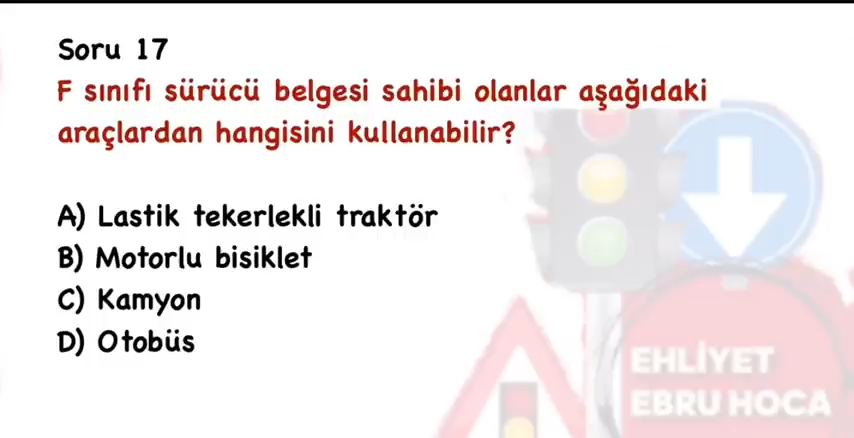 Soru 17
F sınıfı sürücü belgesi sahibi olanlar aşağıdaki
araçlardan hangisini kullanabilir?
A) Lastik tekerlekli traktör
B) Motorlu bisiklet
C) Kamyon
D) Otobüs
EHLİYET
EBRU HOCA